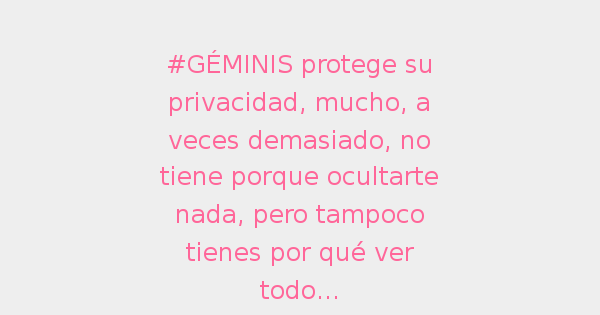 #GÉMINIS protege su
privacidad, mucho, a
veces demasiado, no
tiene porque ocultarte
nada, pero tampoco
tienes por qué ver
todo...